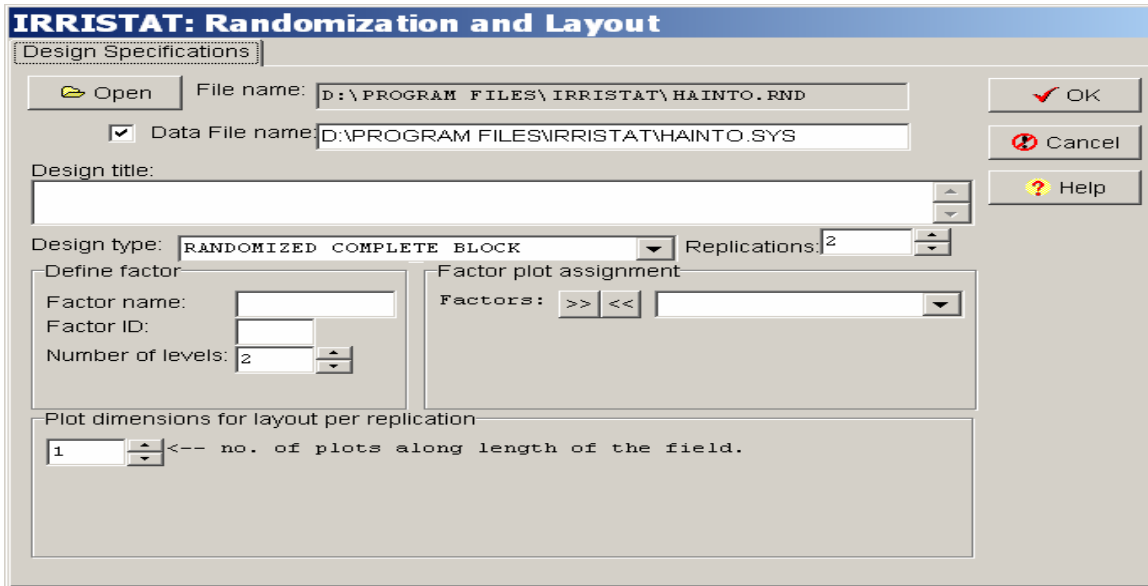 IRRISTAT: Randomization and Layout
Design Specifications
Open File name: D:\PROGRAM FILES\IRRISTAT\HAINTO.RND OK
Data File name: D:\PROGRAM FILES\IRRISTAT\HAINTO.SYS
Cancel
Design title:
? Help
Design type: RANDOMIZED COMPLETE BLOCK Replications: 2
Define factor Factor plot assignment
Factor name: Factors: >> <<
Factor ID:
Number of levels: 2
Plot dimensions for layout per replication
1 <-- no. of plots along length of the field.